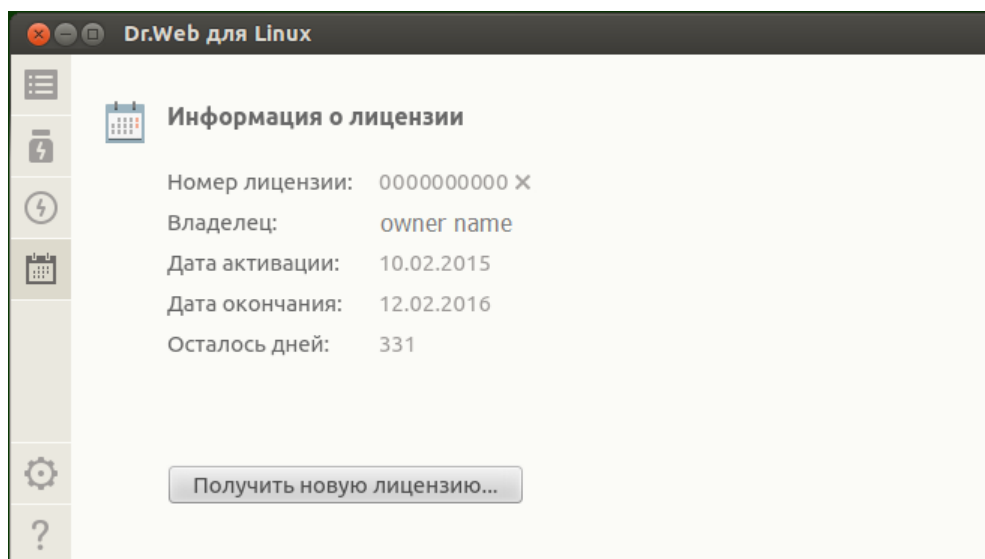 Dr.Web для Linux
Информация о лицензии
Номер лицензии: 0000000000
Владелец: owner name
Дата активации: 10.02.2015
Дата окончания: 12.02.2016
Осталось дней: 331
Получить новую лицензию...
?